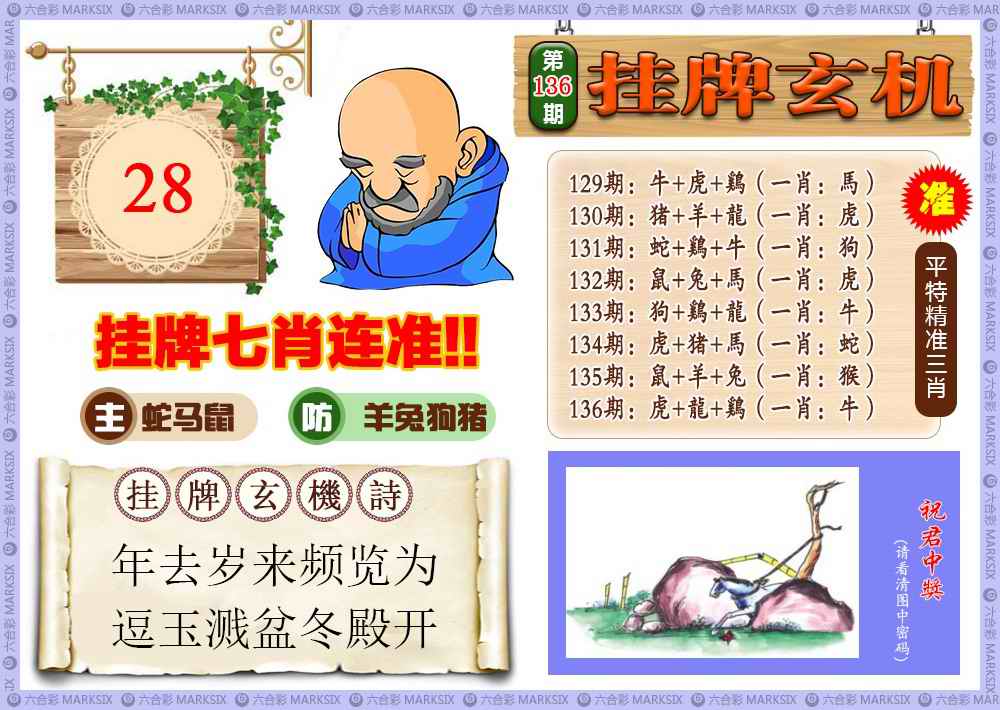 六合彩 MARKSIX
第136期
挂牌玄机
28
129期：牛+虎+鷄（一肖：馬）
130期：猪+羊+龍（一肖：虎）
131期：蛇+鷄+牛（一肖：狗）
132期：鼠+兔+馬（一肖：虎）
133期：狗+鷄+龍（一肖：牛）
134期：虎+猪+馬（一肖：蛇）
135期：鼠+羊+兔（一肖：猴）
136期：虎+龍+鷄（一肖：牛）
准
平特精准三肖
挂牌七肖连准!!
主 蛇马鼠
防 羊兔狗猪
挂牌玄機詩
年去岁来频览为
逗玉溅盆冬殿开
祝君中獎
（请看清图中密码）